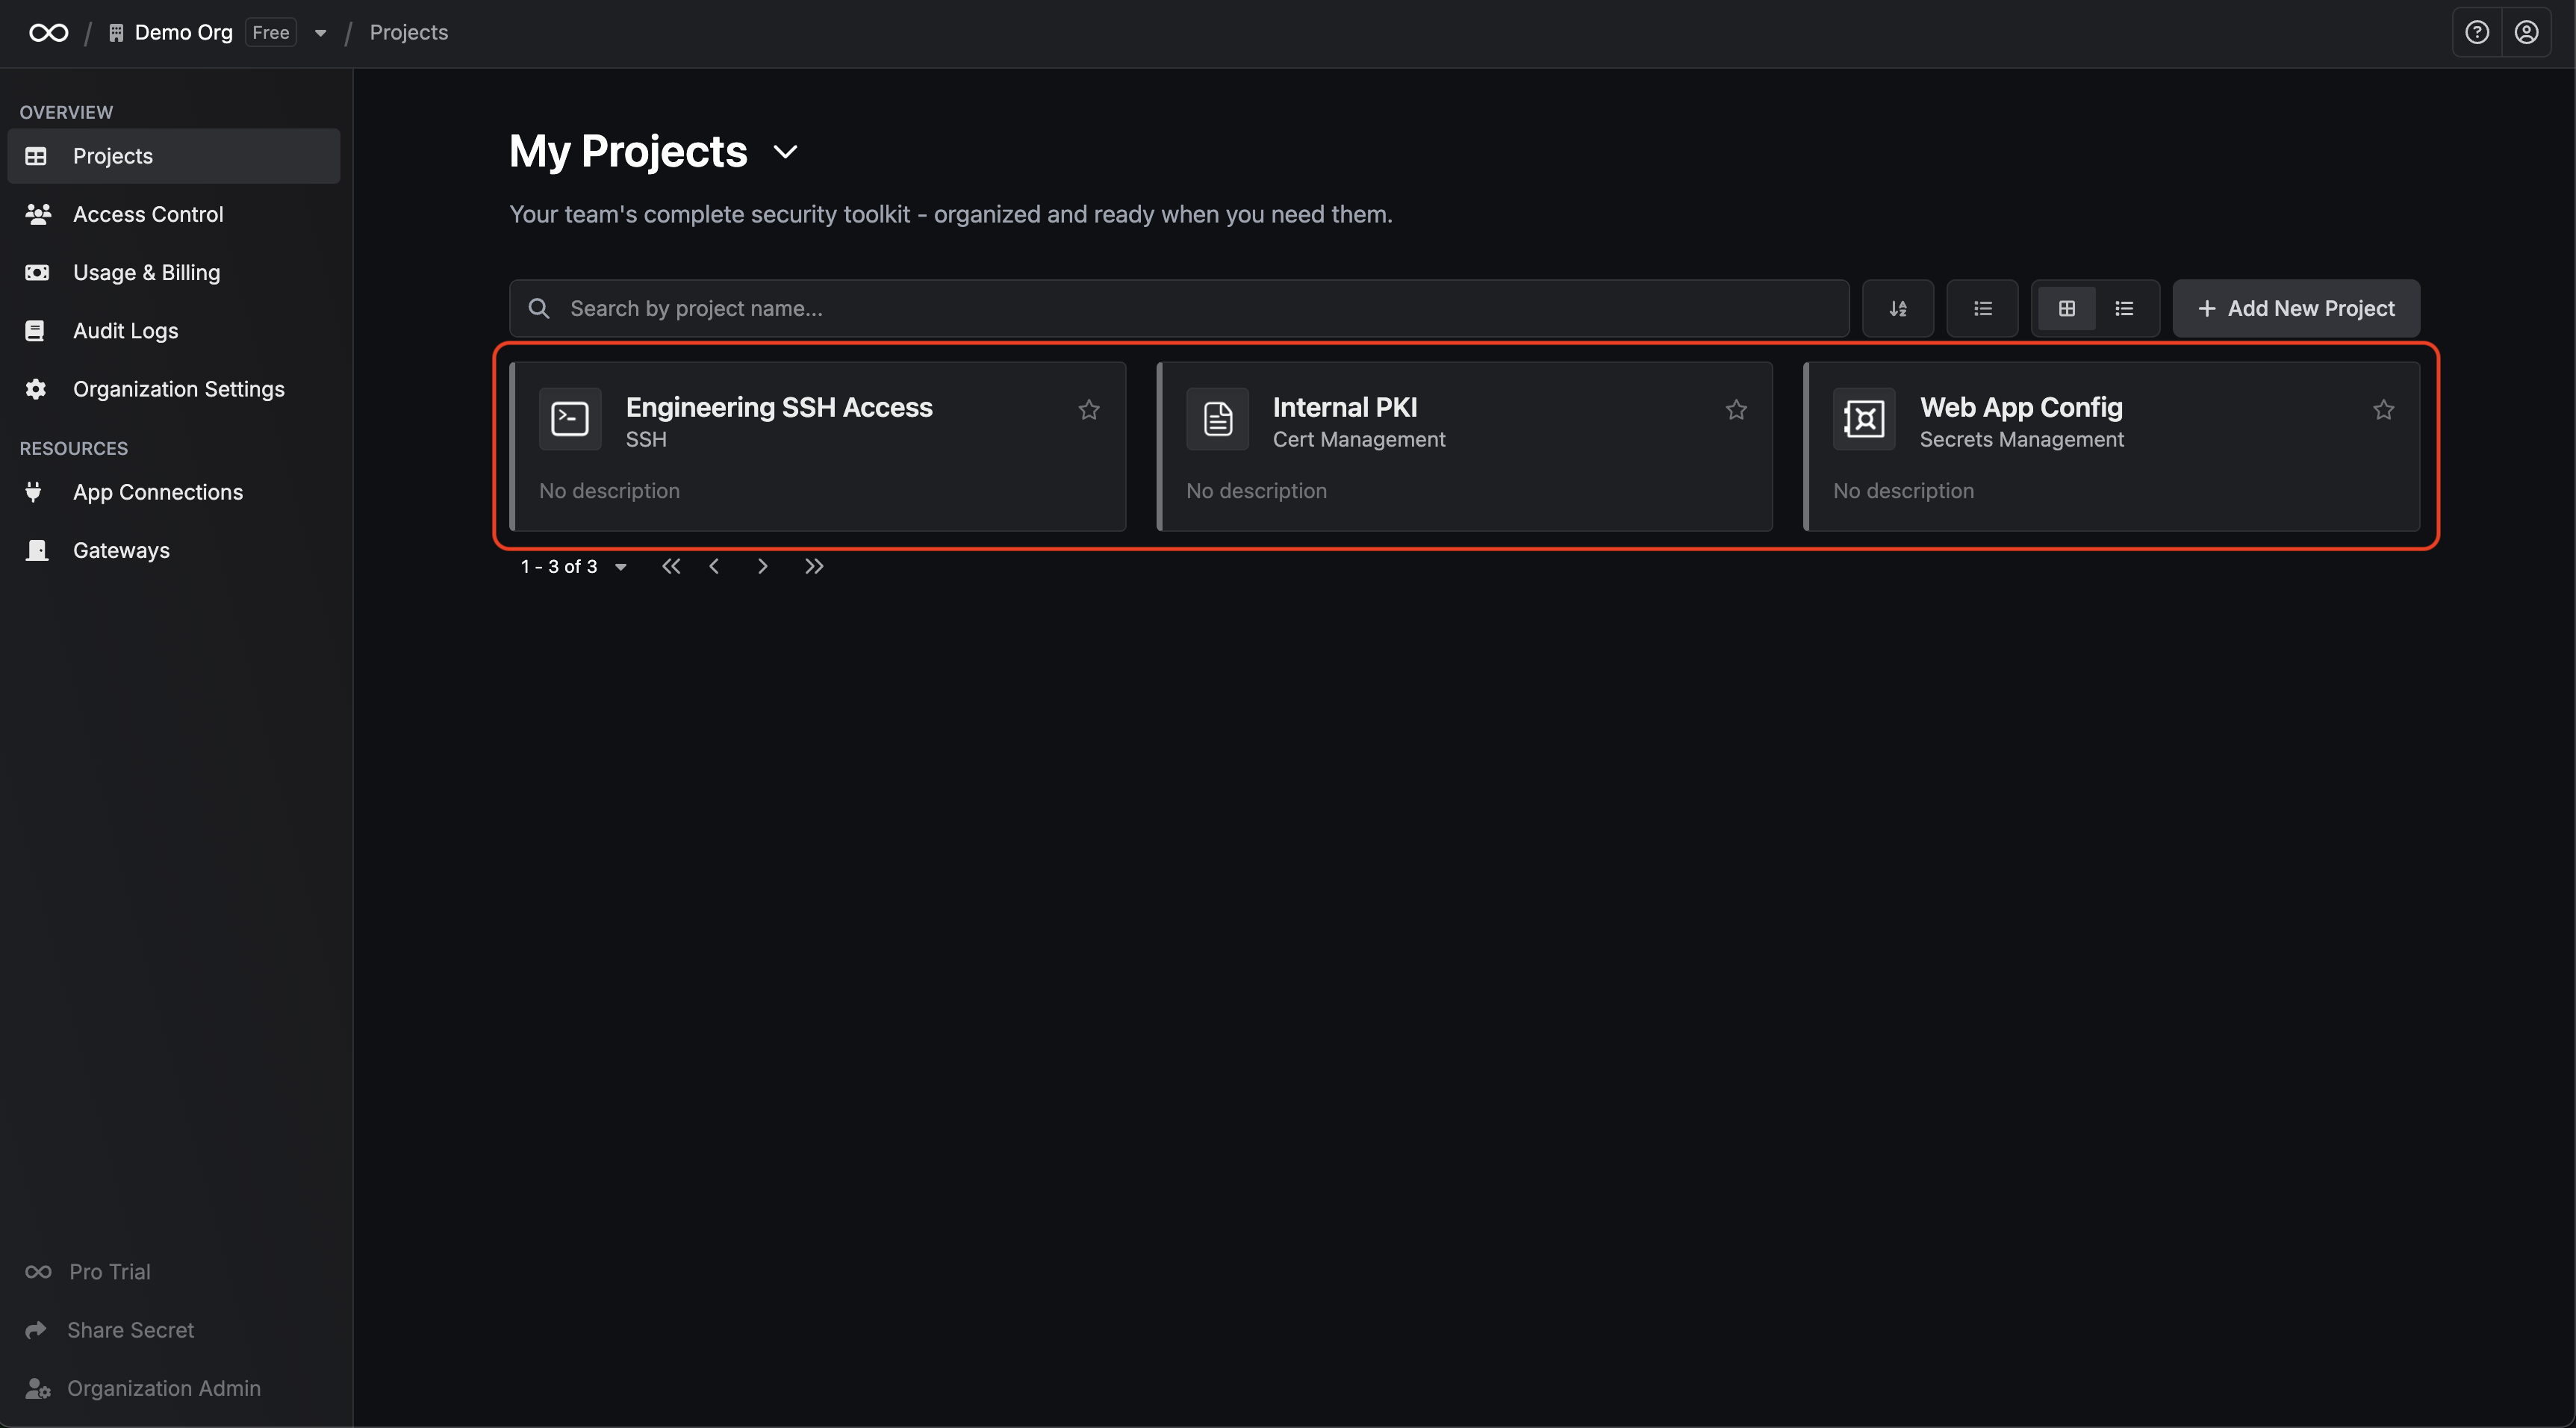 Demo Org Free Projects
OVERVIEW
Projects
Access Control
Usage & Billing
Audit Logs
Organization Settings
RESOURCES
App Connections
Gateways
Pro Trial
Share Secret
Organization Admin
My Projects
Your team's complete security toolkit - organized and ready when you need them.
Search by project name...
Add New Project
Engineering SSH Access
SSH
No description
Internal PKI
Cert Management
No description
Web App Config
Secrets Management
No description
1 - 3 of 3